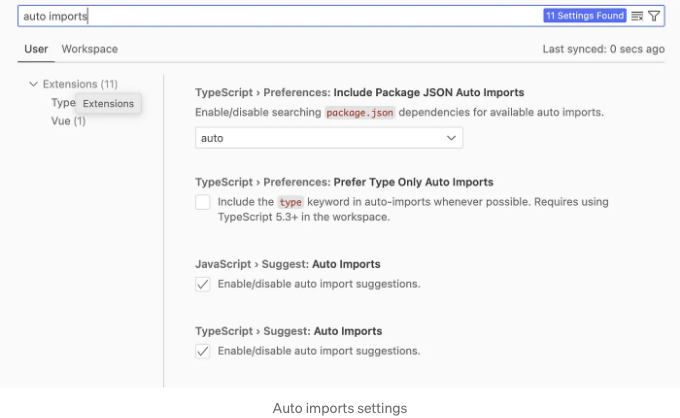 auto imports
11 Settings Found
User Workspace
Last synced: 0 secs ago
Extensions (11)
Type
Extensions
Vue (1)
TypeScript › Preferences: Include Package JSON Auto Imports
Enable/disable searching package.json dependencies for available auto imports.
auto
TypeScript › Preferences: Prefer Type Only Auto Imports
Include the type keyword in auto-imports whenever possible. Requires using
TypeScript 5.3+ in the workspace.
JavaScript › Suggest: Auto Imports
Enable/disable auto import suggestions.
TypeScript › Suggest: Auto Imports
Enable/disable auto import suggestions.
Auto imports settings